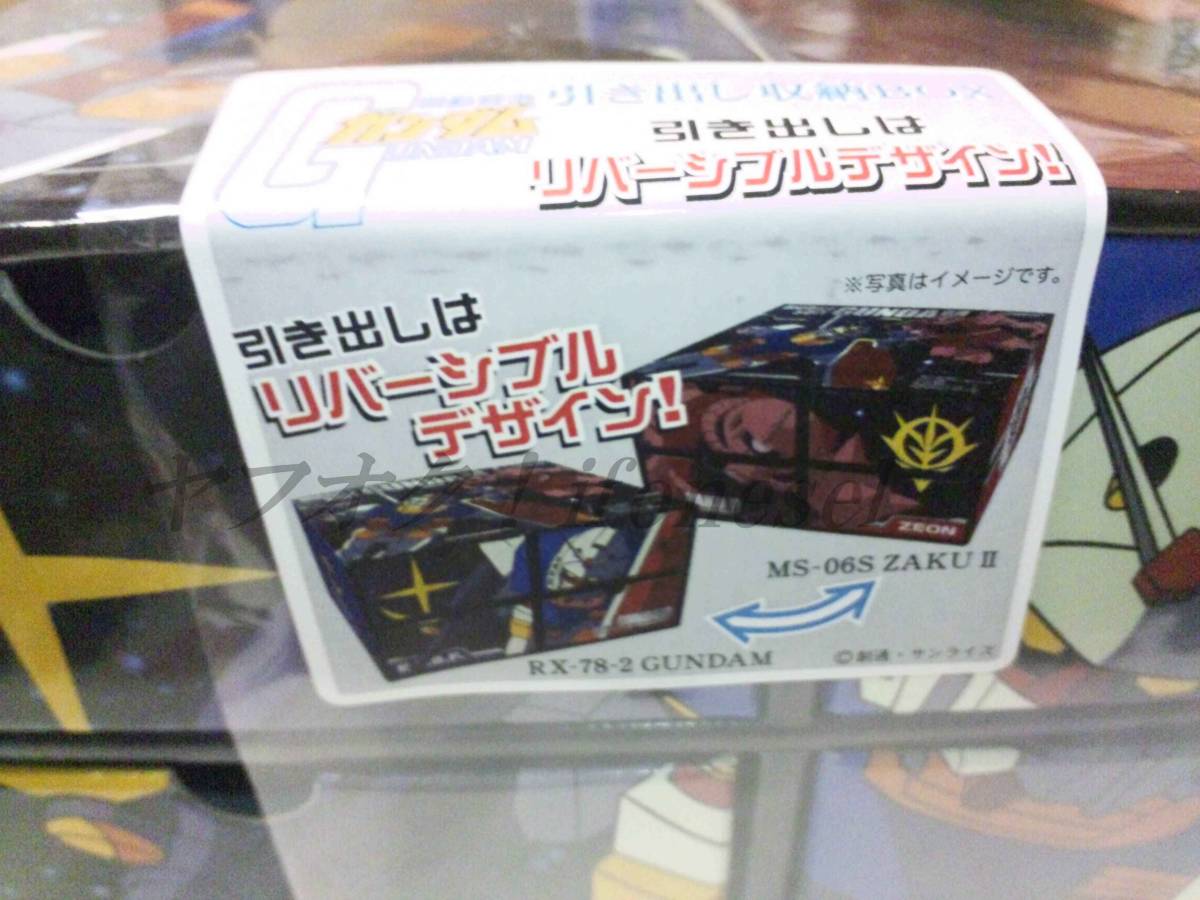 引き出し収納BOX
引き出しは
リバーシブルデザイン!
※写真はイメージです。
引き出しは
リバーシブル
デザイン!
GUNDAM
ZEON
MS-06S ZAKU II
RX-78-2 GUNDAM
©創通・サンライズ